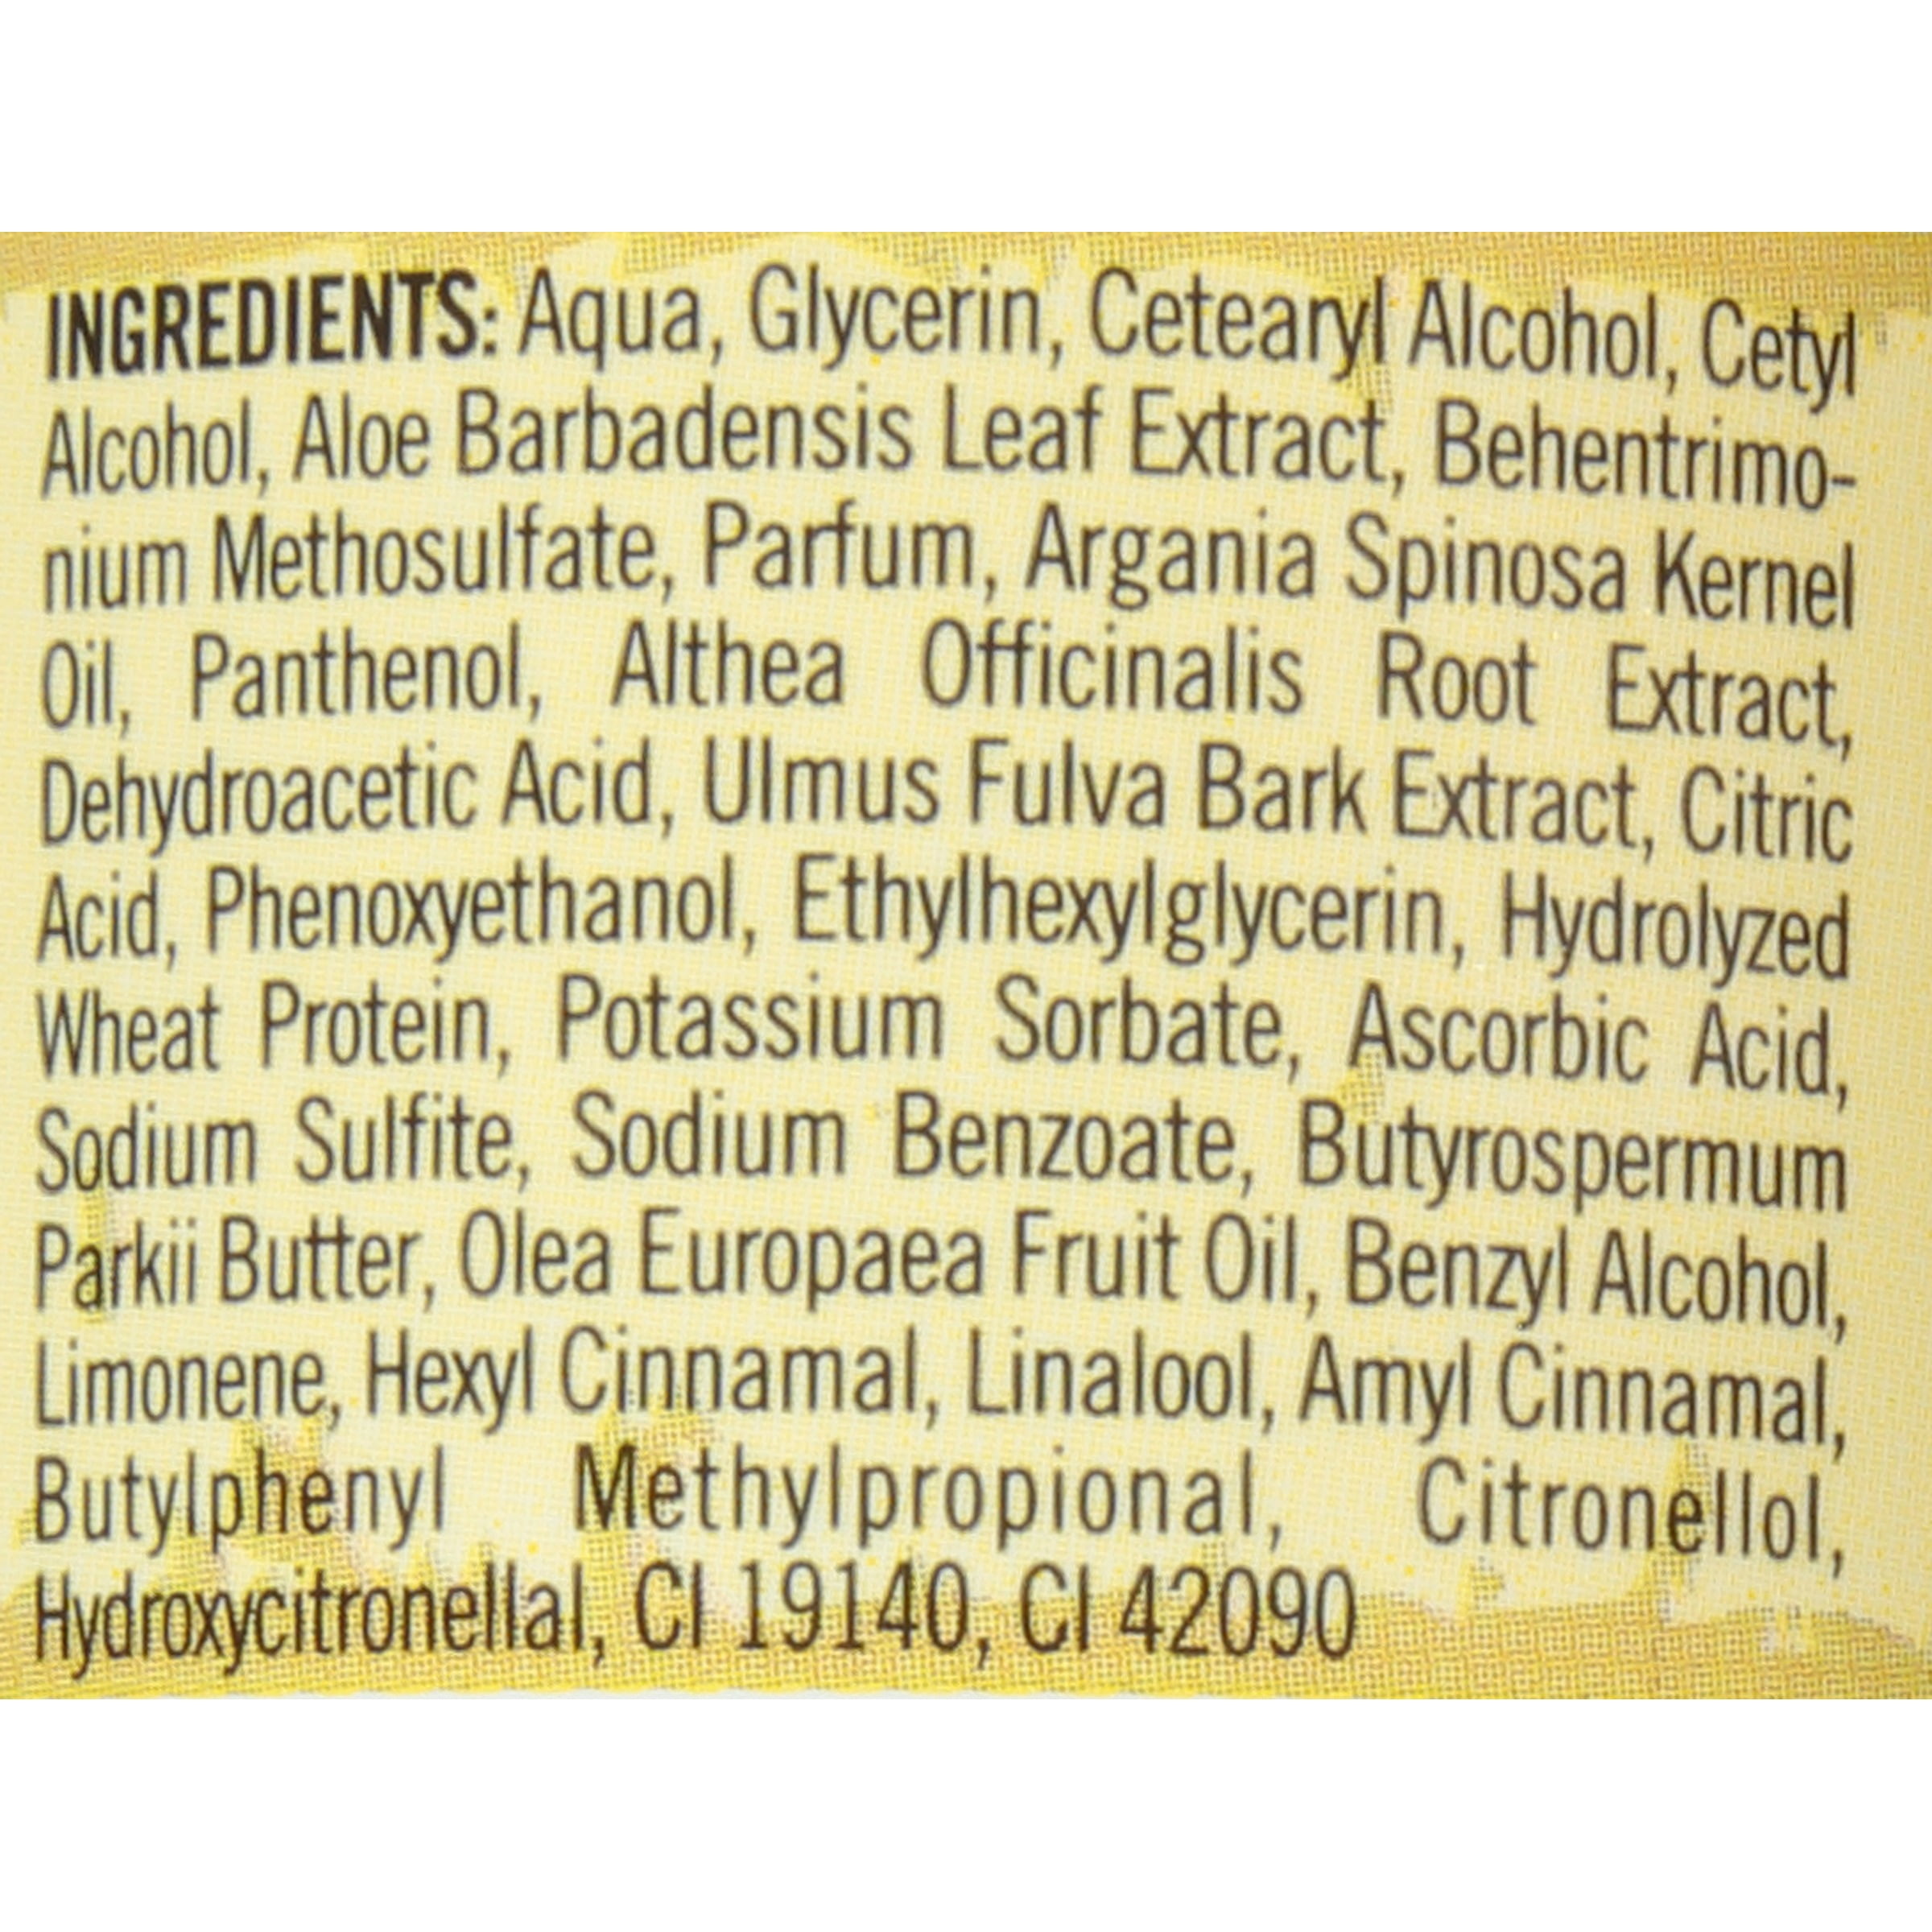 INGREDIENTS: Aqua, Glycerin, Cetearyl Alcohol, Cetyl
Alcohol, Aloe Barbadensis Leaf Extract, Behentrimo-
nium Methosulfate, Parfum, Argania Spinosa Kernel
Oil, Panthenol, Althea Officinalis Root Extract,
Dehydroacetic Acid, Ulmus Fulva Bark Extract, Citric
Acid, Phenoxyethanol, Ethylhexylglycerin, Hydrolyzed
Wheat Protein, Potassium Sorbate, Ascorbic Acid,
Sodium Sulfite, Sodium Benzoate, Butyrospermum
Parkii Butter, Olea Europaea Fruit Oil, Benzyl Alcohol,
Limonene, Hexyl Cinnamal, Linalool, Amyl Cinnamal,
Butylphenyl Methylpropional, Citronellol,
Hydroxycitronellal, CI 19140, CI 42090